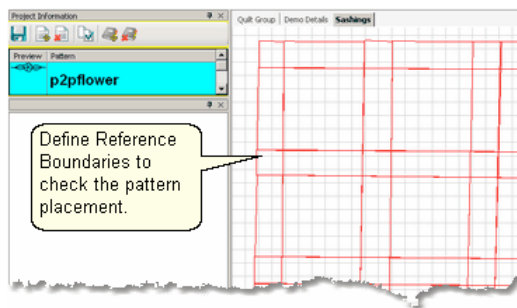 Project Information
Quilt Group Demo Details Sashings
Preview Pattern
p2pflower
Define Reference
Boundaries to
check the pattern
placement.